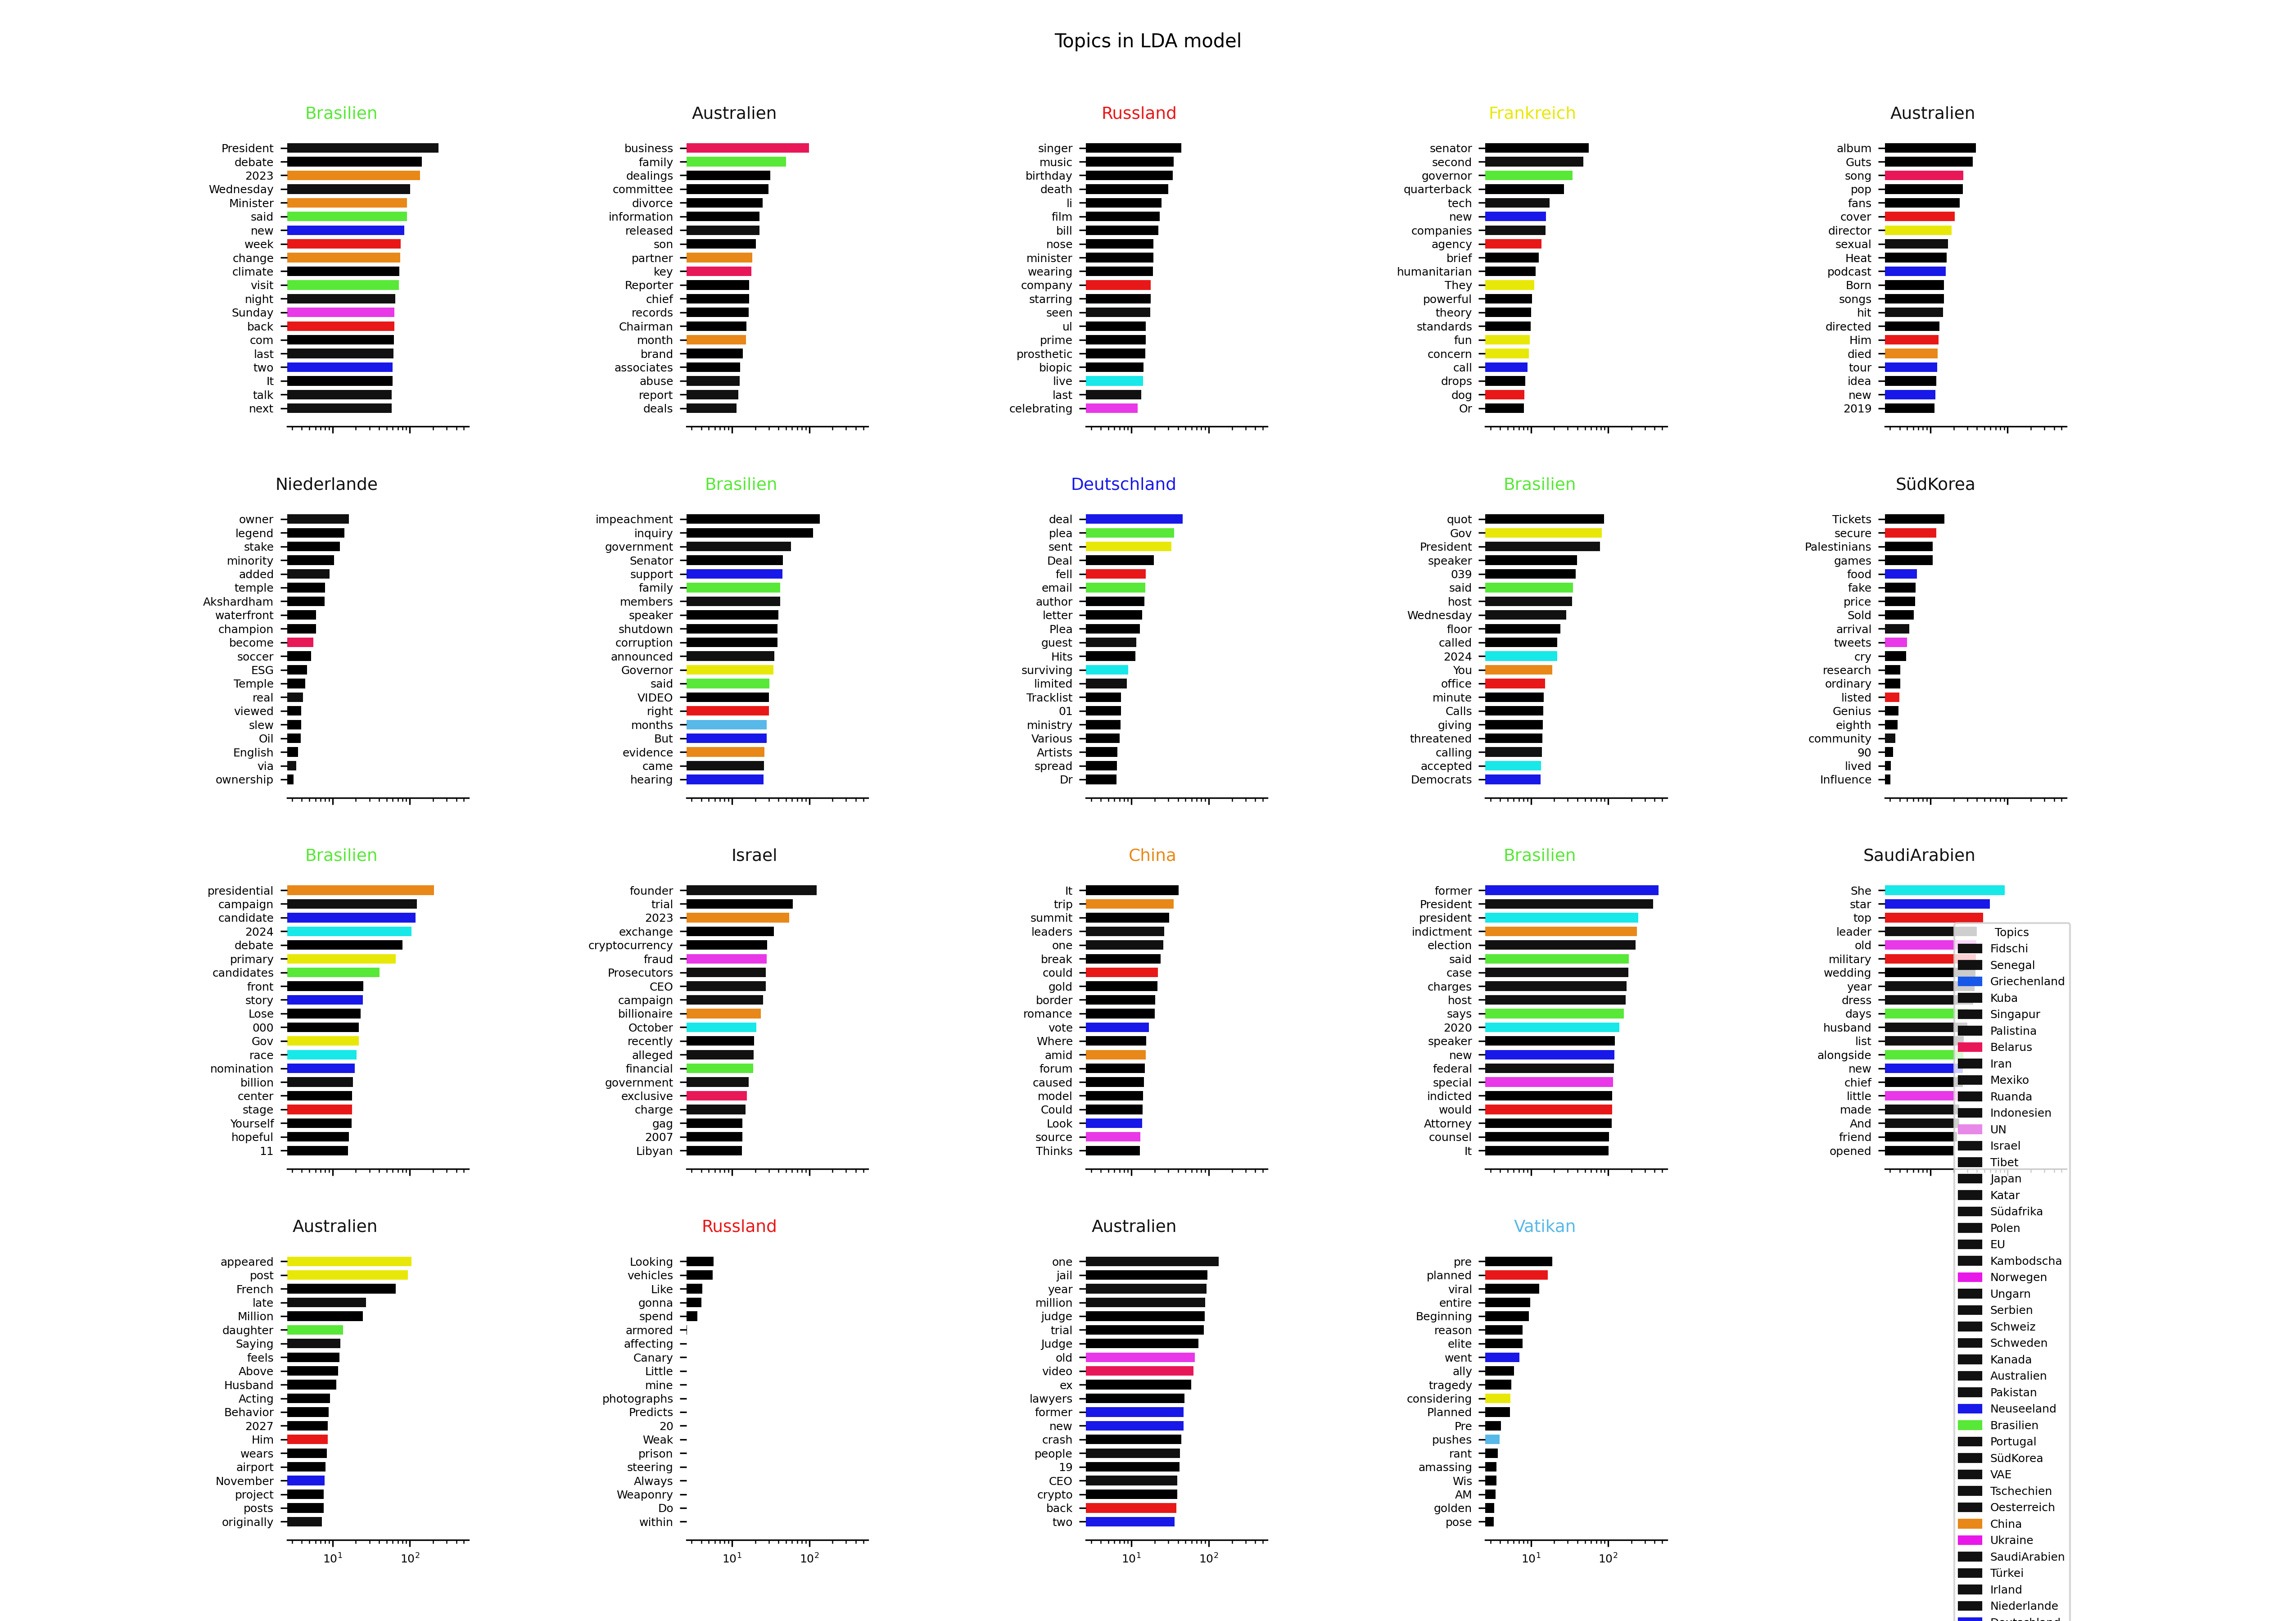 Topics in LDA model
Brasilien
President
debate
2023
Wednesday
Minister
said
new
week
change
climate
visit
night
Sunday
back
com
last
two
It
talk
next
Australien
business
family
dealings
committee
divorce
information
released
son
partner
key
Reporter
chief
records
Chairman
month
brand
associates
abuse
report
deals
Russland
singer
music
birthday
death
li
film
bill
nose
minister
wearing
company
starring
seen
ul
prime
prosthetic
biopic
live
last
celebrating
Frankreich
senator
second
governor
quarterback
tech
new
companies
agency
brief
humanitarian
They
powerful
theory
standards
fun
concern
call
drops
dog
Or
Australien
album
Guts
song
pop
fans
cover
director
sexual
Heat
podcast
Born
songs
hit
directed
Him
died
tour
idea
new
2019
Niederlande
owner
legend
stake
minority
added
temple
Akshardham
waterfront
champion
become
soccer
ESG
Temple
real
viewed
slew
Oil
English
via
ownership
Brasilien
impeachment
inquiry
government
Senator
support
family
members
speaker
shutdown
corruption
announced
Governor
said
VIDEO
right
months
But
evidence
came
hearing
Deutschland
deal
plea
sent
Deal
fell
email
author
letter
Plea
guest
Hits
surviving
limited
Tracklist
01
ministry
Various
Artists
spread
Dr
Brasilien
quot
Gov
President
speaker
039
said
host
Wednesday
floor
called
2024
You
office
minute
Calls
giving
threatened
calling
accepted
Democrats
SüdKorea
Tickets
secure
Palestinians
games
food
fake
price
Sold
arrival
tweets
cry
research
ordinary
listed
Genius
eighth
community
90
lived
Influence
Brasilien
presidential
campaign
candidate
2024
debate
primary
candidates
front
story
Lose
000
Gov
race
nomination
billion
center
stage
Yourself
hopeful
11
Israel
founder
trial
2023
exchange
cryptocurrency
fraud
Prosecutors
CEO
campaign
billionaire
October
recently
alleged
financial
government
exclusive
charge
gag
2007
Libyan
China
It
trip
summit
leaders
one
break
could
gold
border
romance
vote
Where
amid
forum
caused
model
Could
Look
source
Thinks
Brasilien
former
President
president
indictment
election
said
case
charges
host
says
2020
speaker
new
federal
special
indicted
would
Attorney
counsel
It
SaudiArabien
She
star
top
leader
old
military
wedding
year
dress
days
husband
list
alongside
new
chief
little
made
And
friend
opened
Australien
appeared
post
French
late
Million
daughter
Saying
feels
Above
Husband
Acting
Behavior
2027
Him
wears
airport
November
project
posts
originally
10¹
10²
Russland
Looking
vehicles
Like
gonna
spend
armored
affecting
Canary
Little
mine
photographs
Predicts
20
Weak
prison
steering
Always
Weaponry
Do
within
10¹
10²
Australien
one
jail
year
million
judge
trial
Judge
old
video
ex
lawyers
former
new
crash
people
19
CEO
crypto
back
two
10¹
10²
Vatikan
pre
planned
viral
entire
Beginning
reason
elite
went
ally
tragedy
considering
Planned
Pre
pushes
rant
amassing
Wis
AM
golden
pose
10¹
10²
Topics
Fidschi
Senegal
Griechenland
Kuba
Singapur
Palistina
Belarus
Iran
Mexiko
Ruanda
Indonesien
UN
Israel
Tibet
Japan
Katar
Südafrika
Polen
EU
Kambodscha
Norwegen
Ungarn
Serbien
Schweiz
Schweden
Kanada
Australien
Pakistan
Neuseeland
Brasilien
Portugal
SüdKorea
VAE
Tschechien
Oesterreich
China
Ukraine
SaudiArabien
Türkei
Irland
Niederlande